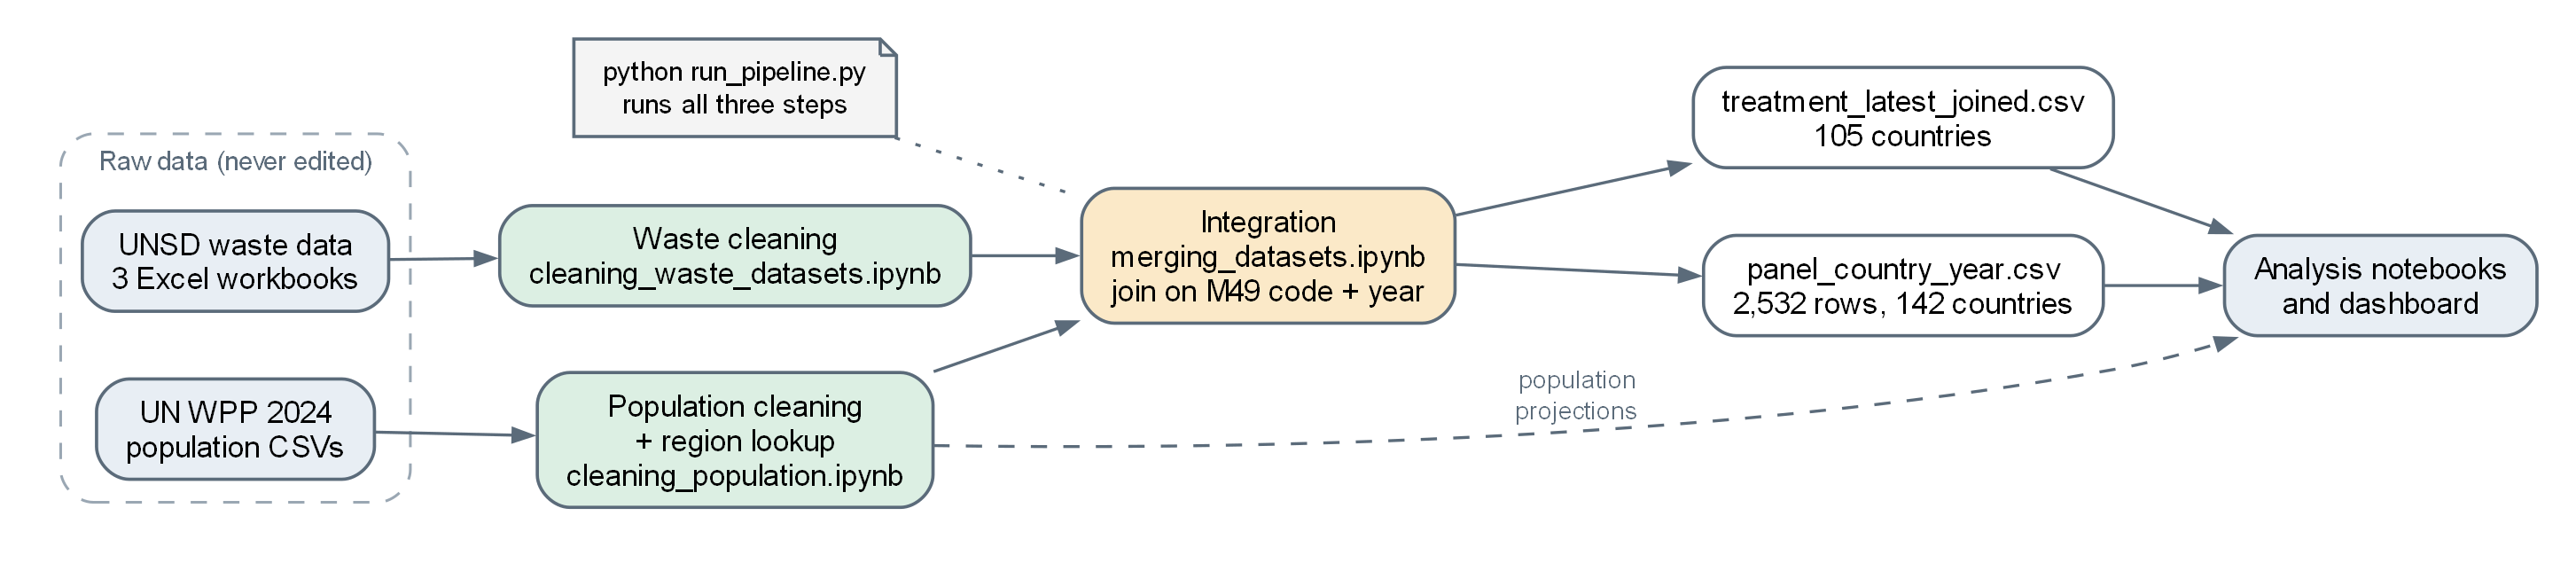 python run_pipeline.py
runs all three steps
Raw data (never edited)
UNSD waste data
3 Excel workbooks
UN WPP 2024
population CSVs
Waste cleaning
cleaning_waste_datasets.ipynb
Population cleaning
+ region lookup
cleaning_population.ipynb
Integration
merging_datasets.ipynb
join on M49 code + year
treatment_latest_joined.csv
105 countries
panel_country_year.csv
2,532 rows, 142 countries
population
projections
Analysis notebooks
and dashboard